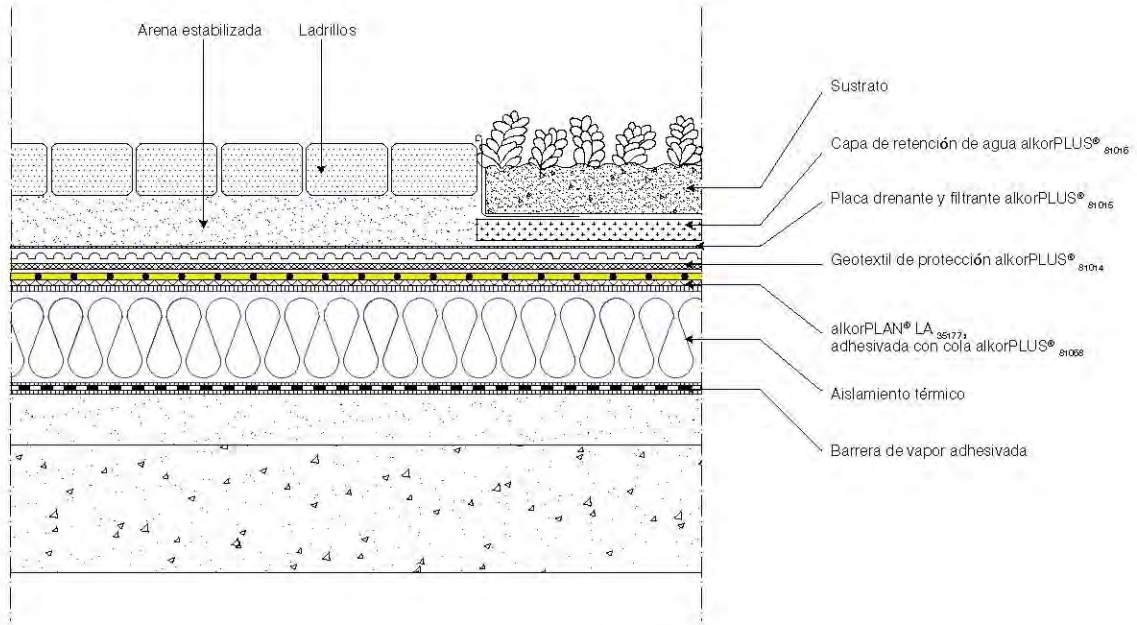 Arena estabilizada
Ladrillos
Sustrato
Capa de retención de agua alkorPLUS® 81016
Placa drenante y filtrante alkorPLUS® 81015
Geotextil de protección alkorPLUS® 81014
alkorPLAN® LA 35177,
adhesivada con cola alkorPLUS® 81068
Aislamiento térmico
Barrera de vapor adhesivada